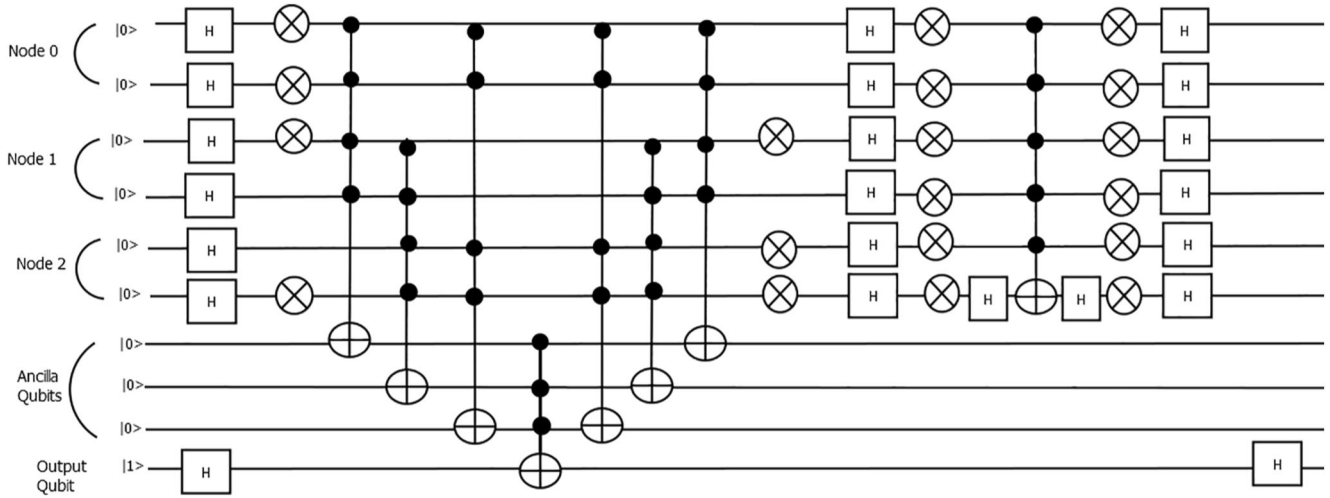 |0> H H H
Node 0
|0> H H H
|0> H H H
Node 1
|0> H H H
|0> H H H
Node 2
|0> H H H H H
|0>
Ancilla
Qubits
|0>
|0>
Output
Qubit
|1> H H